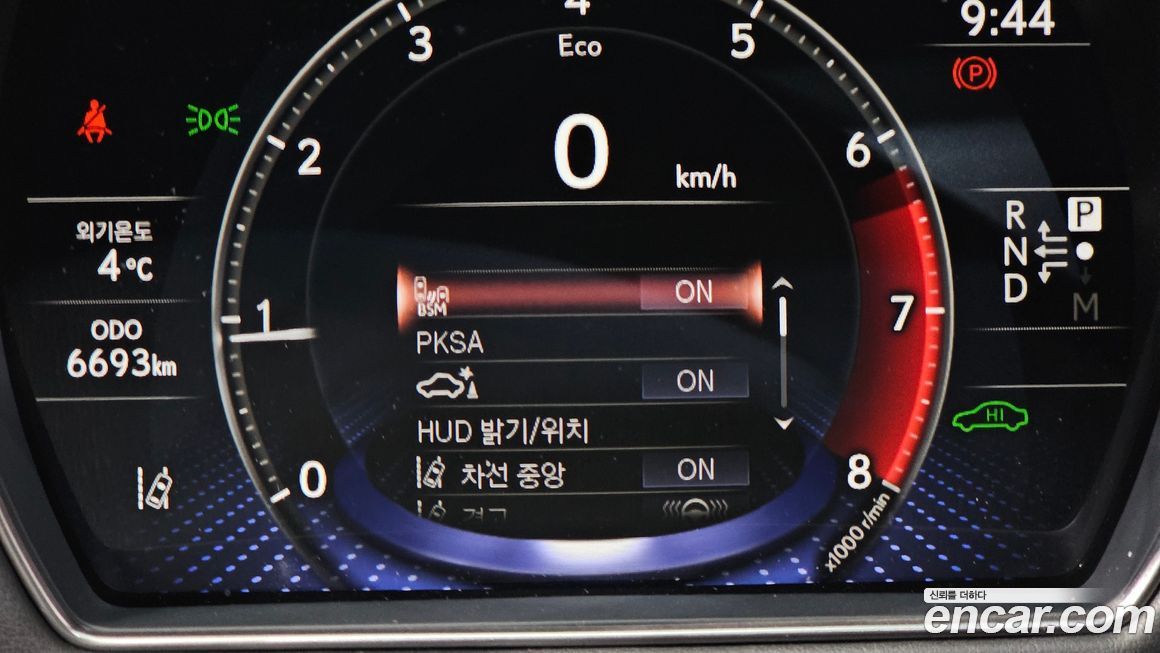 9:44
4
3
5
Eco
P
2
0
6
km/h
외기온도
4°C
R P
N
D
M
BSM ON
1
7
ODO
6693km
PKSA
ON
HUD 밝기/위치
HI
차선 중앙 ON
0
8
경고
x1000 r/min
신뢰를 더하다
encar.com